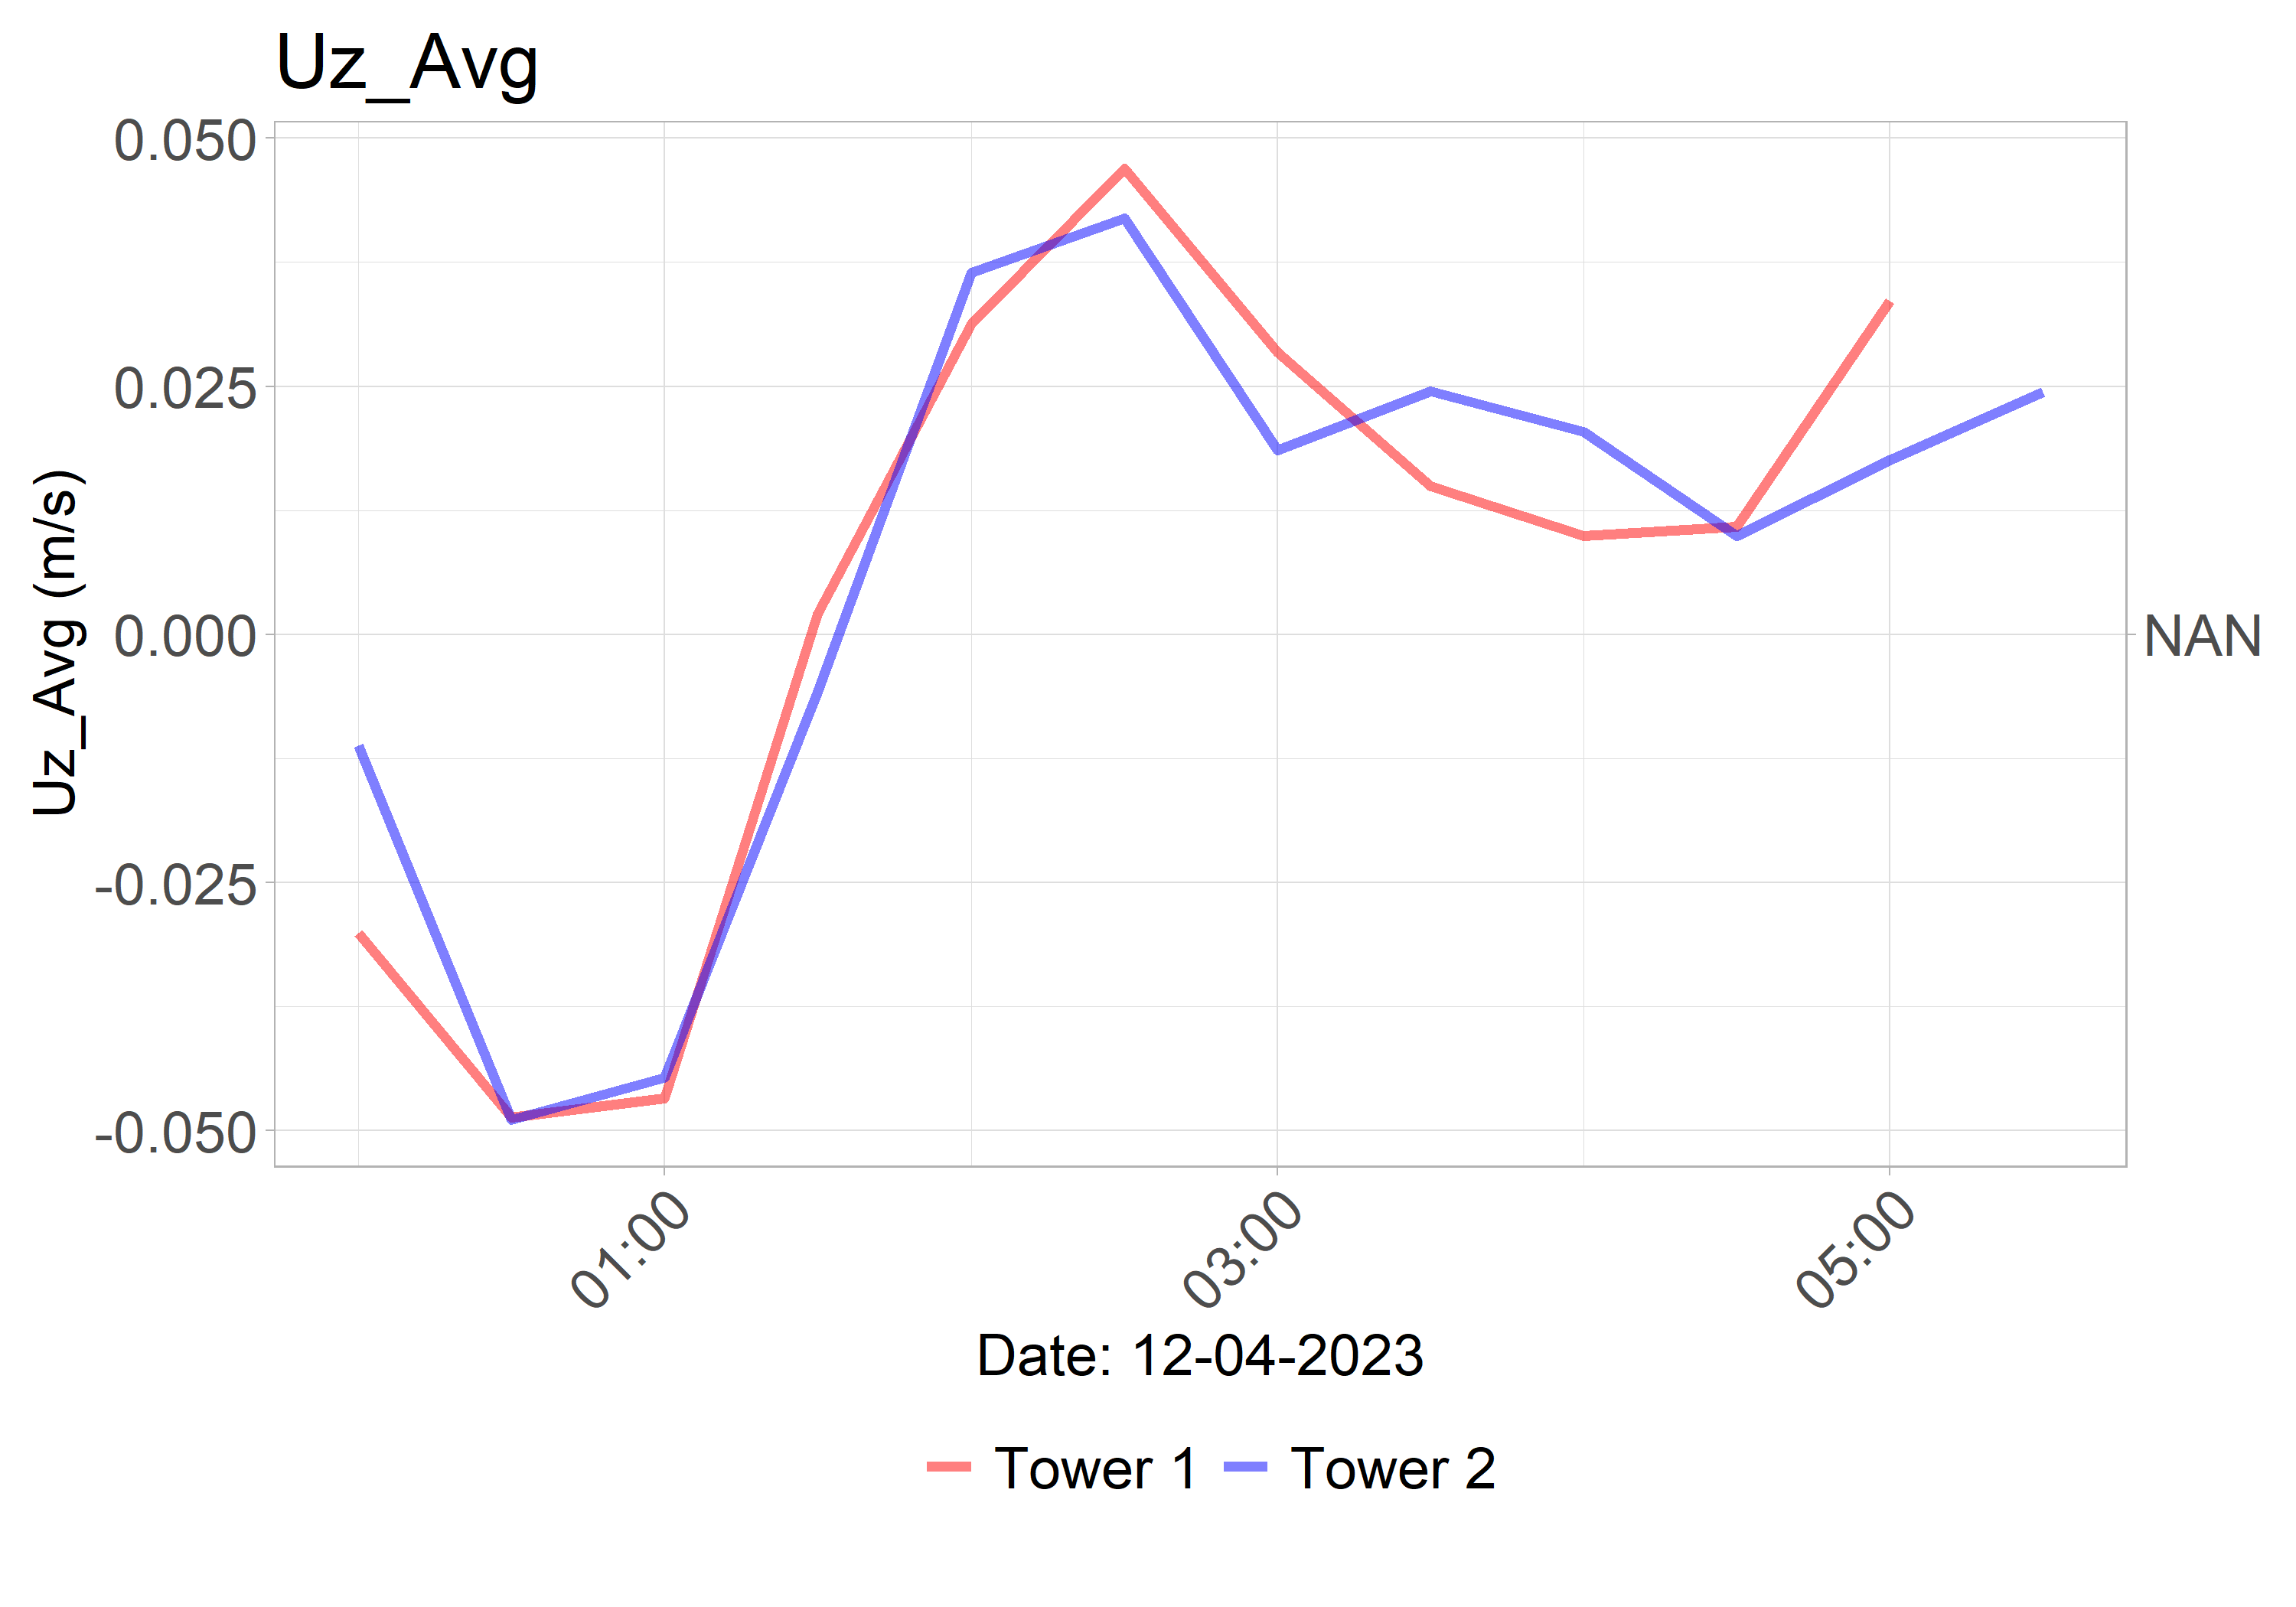 Uz_Avg
0.050
0.025
0.000
-0.025
-0.050
Uz_Avg (m/s)
NAN
01:00
03:00
05:00
Date: 12-04-2023
Tower 1
Tower 2